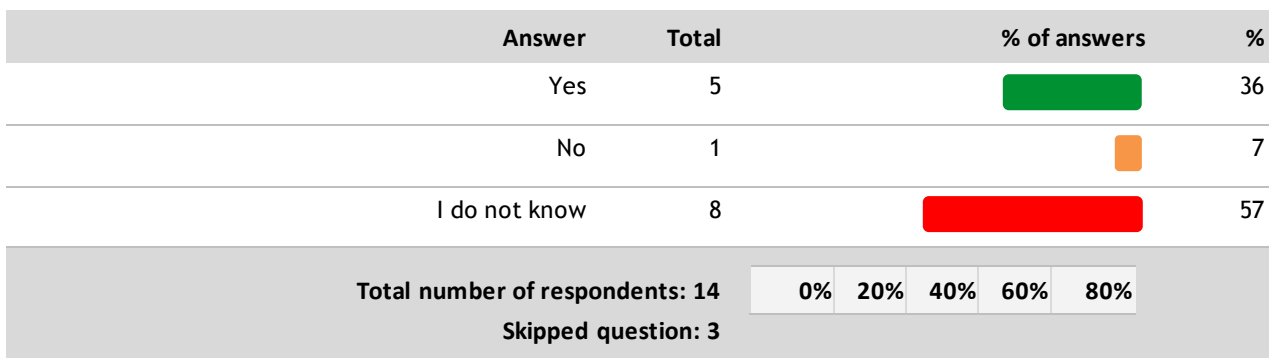 Answer Total % of answers %
Yes 5 36
No 1 7
I do not know 8 57
Total number of respondents: 14 0% 20% 40% 60% 80%
Skipped question: 3